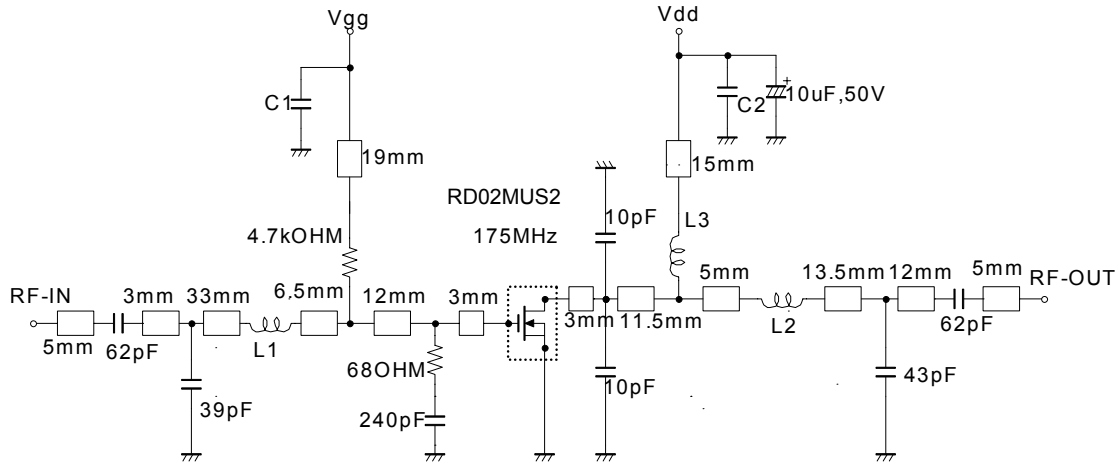 Vgg
Vdd
C1
C2
+
10uF,50V
19mm
15mm
RD02MUS2
10pF
L3
4.7kOHM
175MHz
RF-IN
3mm
33mm
6.5mm
12mm
3mm
5mm
13.5mm
12mm
5mm
RF-OUT
5mm
62pF
L1
3mm
11.5mm
L2
62pF
68OHM
39pF
240pF
10pF
43pF